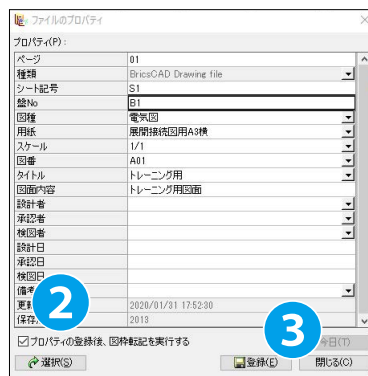 ファイルのプロパティ
プロパティ(P):
ページ 01
種類 BricsCAD Drawing file
シート記号 S1
盤No B1
図種 電気図
用紙 展開接続図用A3横
スケール 1/1
図番 A01
タイトル トレーニング用
図面内容 トレーニング用図面
設計者
承認者
検図者
設計日
承認日
検図日
備考
更 2020/01/31 17:52:30
保存 2013
2
3
プロパティの登録後、図枠転記を実行する 今日(T)
選択(S) 登録(E) 閉じる(C)